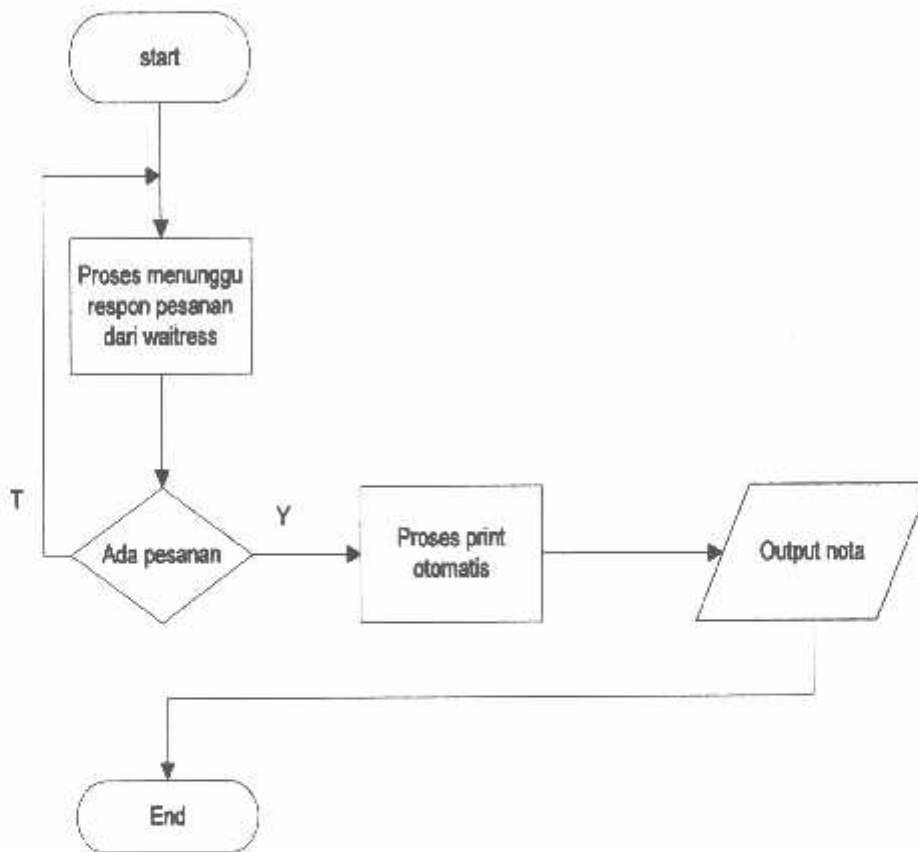 start
Proses menunggu
respon pesanan
dari waitress
T
Ada pesanan
Y
Proses print
otomatis
Output nota
End